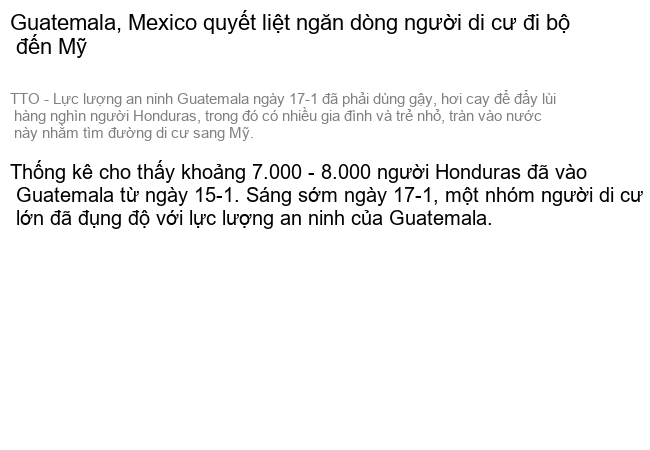 Guatemala, Mexico quyết liệt ngăn dòng người di cư đi bộ
đến Mỹ
TTO - Lực lượng an ninh Guatemala ngày 17-1 đã phải dùng gậy, hơi cay để đẩy lùi
hàng nghìn người Honduras, trong đó có nhiều gia đình và trẻ nhỏ, tràn vào nước
này nhằm tìm đường di cư sang Mỹ.
Thống kê cho thấy khoảng 7.000 - 8.000 người Honduras đã vào
Guatemala từ ngày 15-1. Sáng sớm ngày 17-1, một nhóm người di cư
lớn đã đụng độ với lực lượng an ninh của Guatemala.